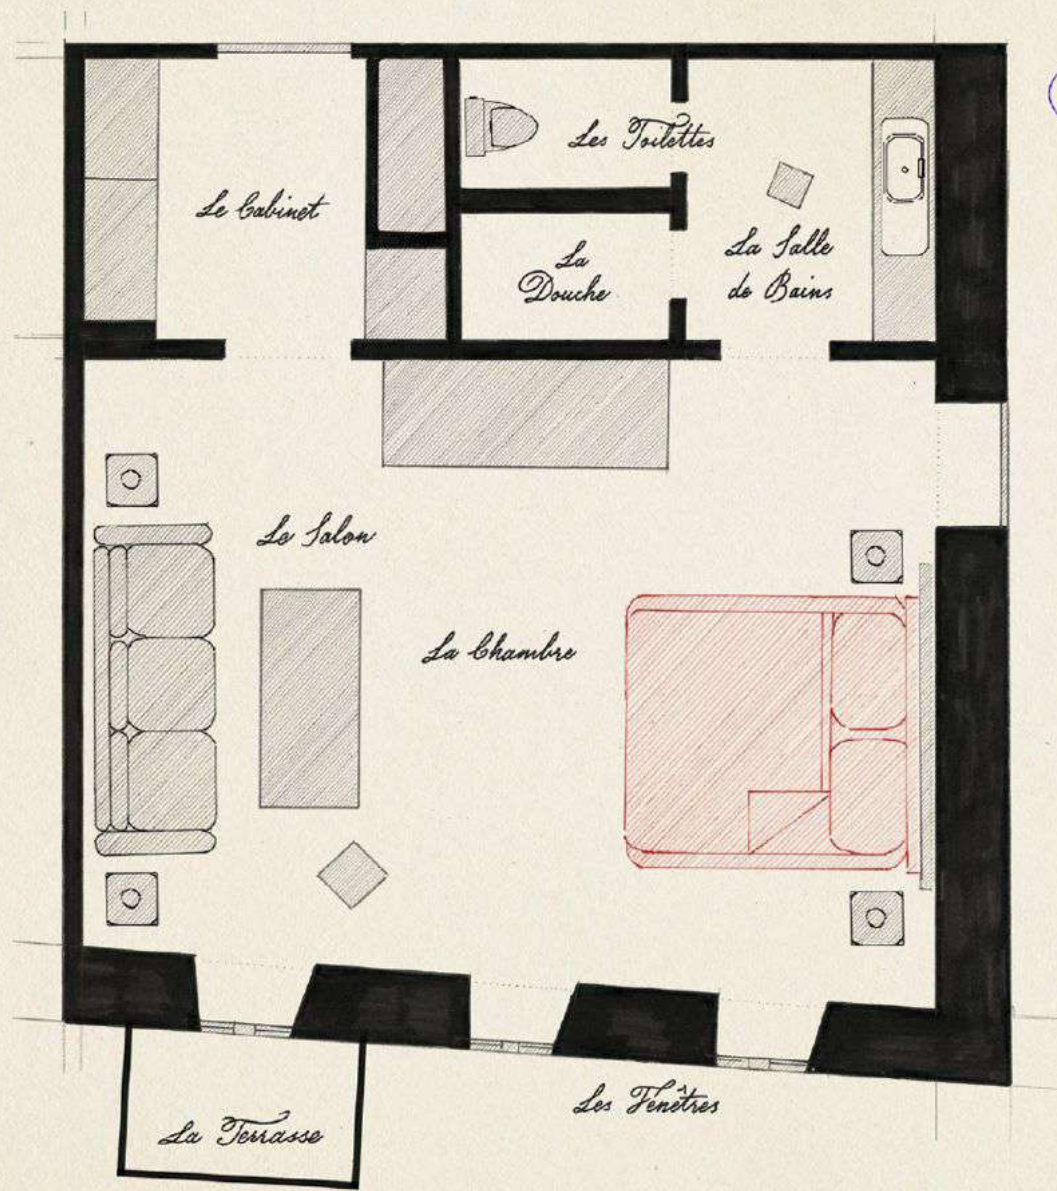 Les Toilettes
Le Cabinet
La Salle
de Bains
La
Douche
Le Salon
La Chambre
Les Fenêtres
La Terrasse